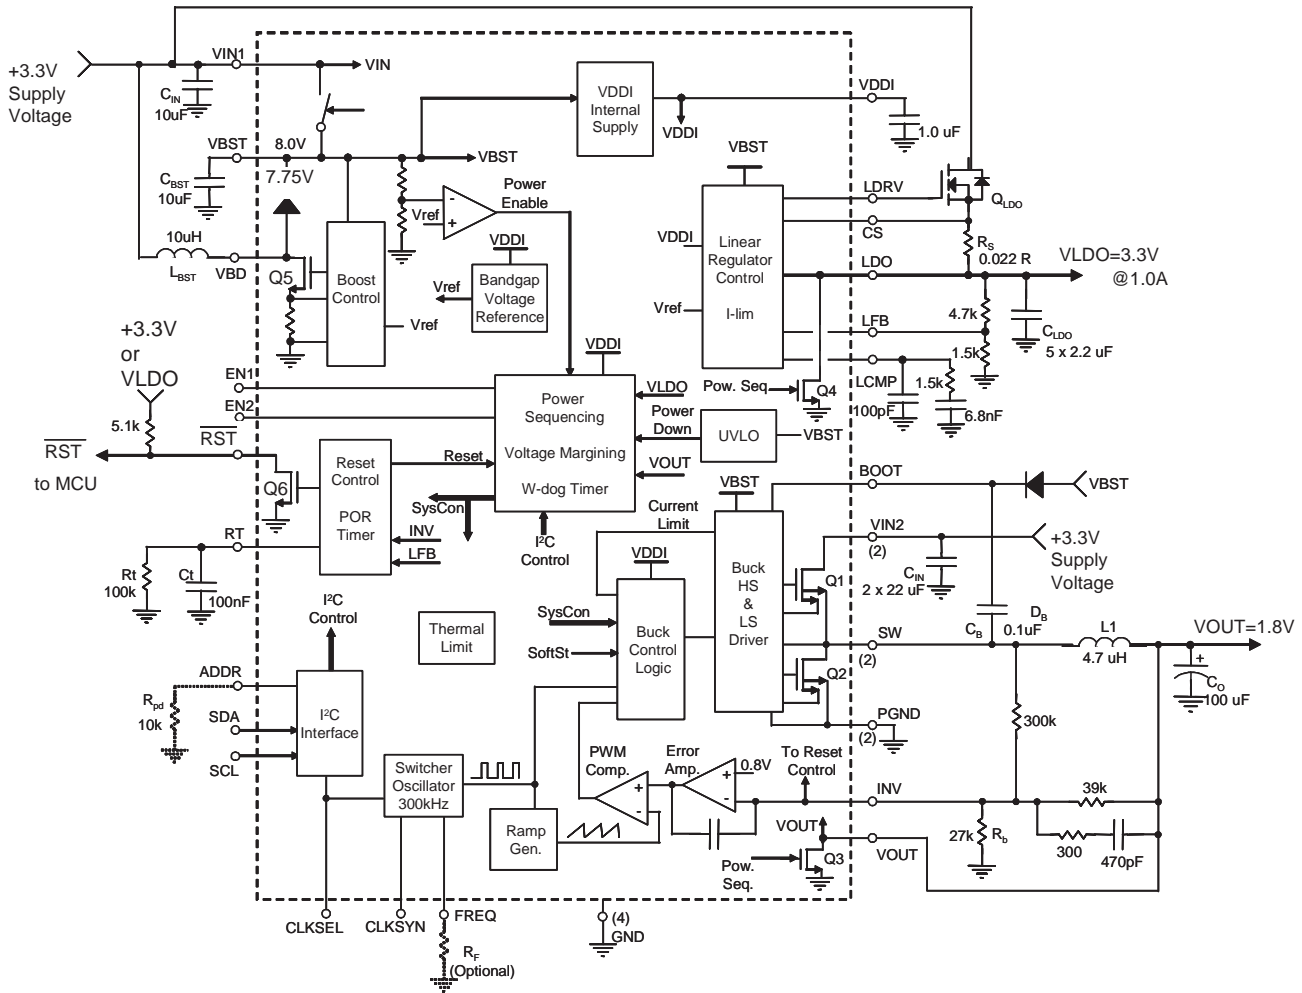 +3.3V
Supply
Voltage
VIN1
VIN
C_IN
10uF
VBST
8.0V
7.75V
VBST
C_BST
10uF
10uH
L_BST
VBD
Q5
Boost
Control
Vref
Vref
-
+
Power
Enable
VDDI
Bandgap
Voltage
Reference
Vref
VDDI
Internal
Supply
VDDI
VDDI
1.0 uF
VBST
Linear
Regulator
Control
I-lim
VDDI
Vref
LDRV
CS
LDO
LFB
LCMP
Q_LDO
R_S
0.022 R
VLDO=3.3V
@1.0A
4.7k
1.5k
C_LDO
5 x 2.2 uF
1.5k
100pF
6.8nF
Pow. Seq
Q4
+3.3V
or
VLDO
5.1k
RST
to MCU
RST
EN1
EN2
VDDI
Power
Sequencing
Voltage Margining
W-dog Timer
VLDO
Power
Down
UVLO
VBST
VOUT
Reset
Control
POR
Timer
Reset
SysCon
INV
LFB
I²C
Control
Q6
RT
Rt
100k
Ct
100nF
I²C
Control
Thermal
Limit
ADDR
R_pd
10k
SDA
SCL
I²C
Interface
Current
Limit
VDDI
Buck
Control
Logic
SysCon
SoftSt
VBST
Buck
HS
&
LS
Driver
Q1
Q2
BOOT
VBST
VIN2
(2)
+3.3V
Supply
Voltage
C_IN
2 x 22 uF
C_B
0.1uF
D_B
SW
(2)
L1
4.7 uH
VOUT=1.8V
+
C_O
100 uF
PGND
(2)
300k
Switcher
Oscillator
300kHz
Ramp
Gen.
PWM
Comp.
+
-
Error
Amp.
+
-
0.8V
To Reset
Control
INV
39k
27k
R_b
300
470pF
VOUT
VOUT
Pow.
Seq.
Q3
CLKSEL
CLKSYN
FREQ
R_F
(Optional)
(4)
GND